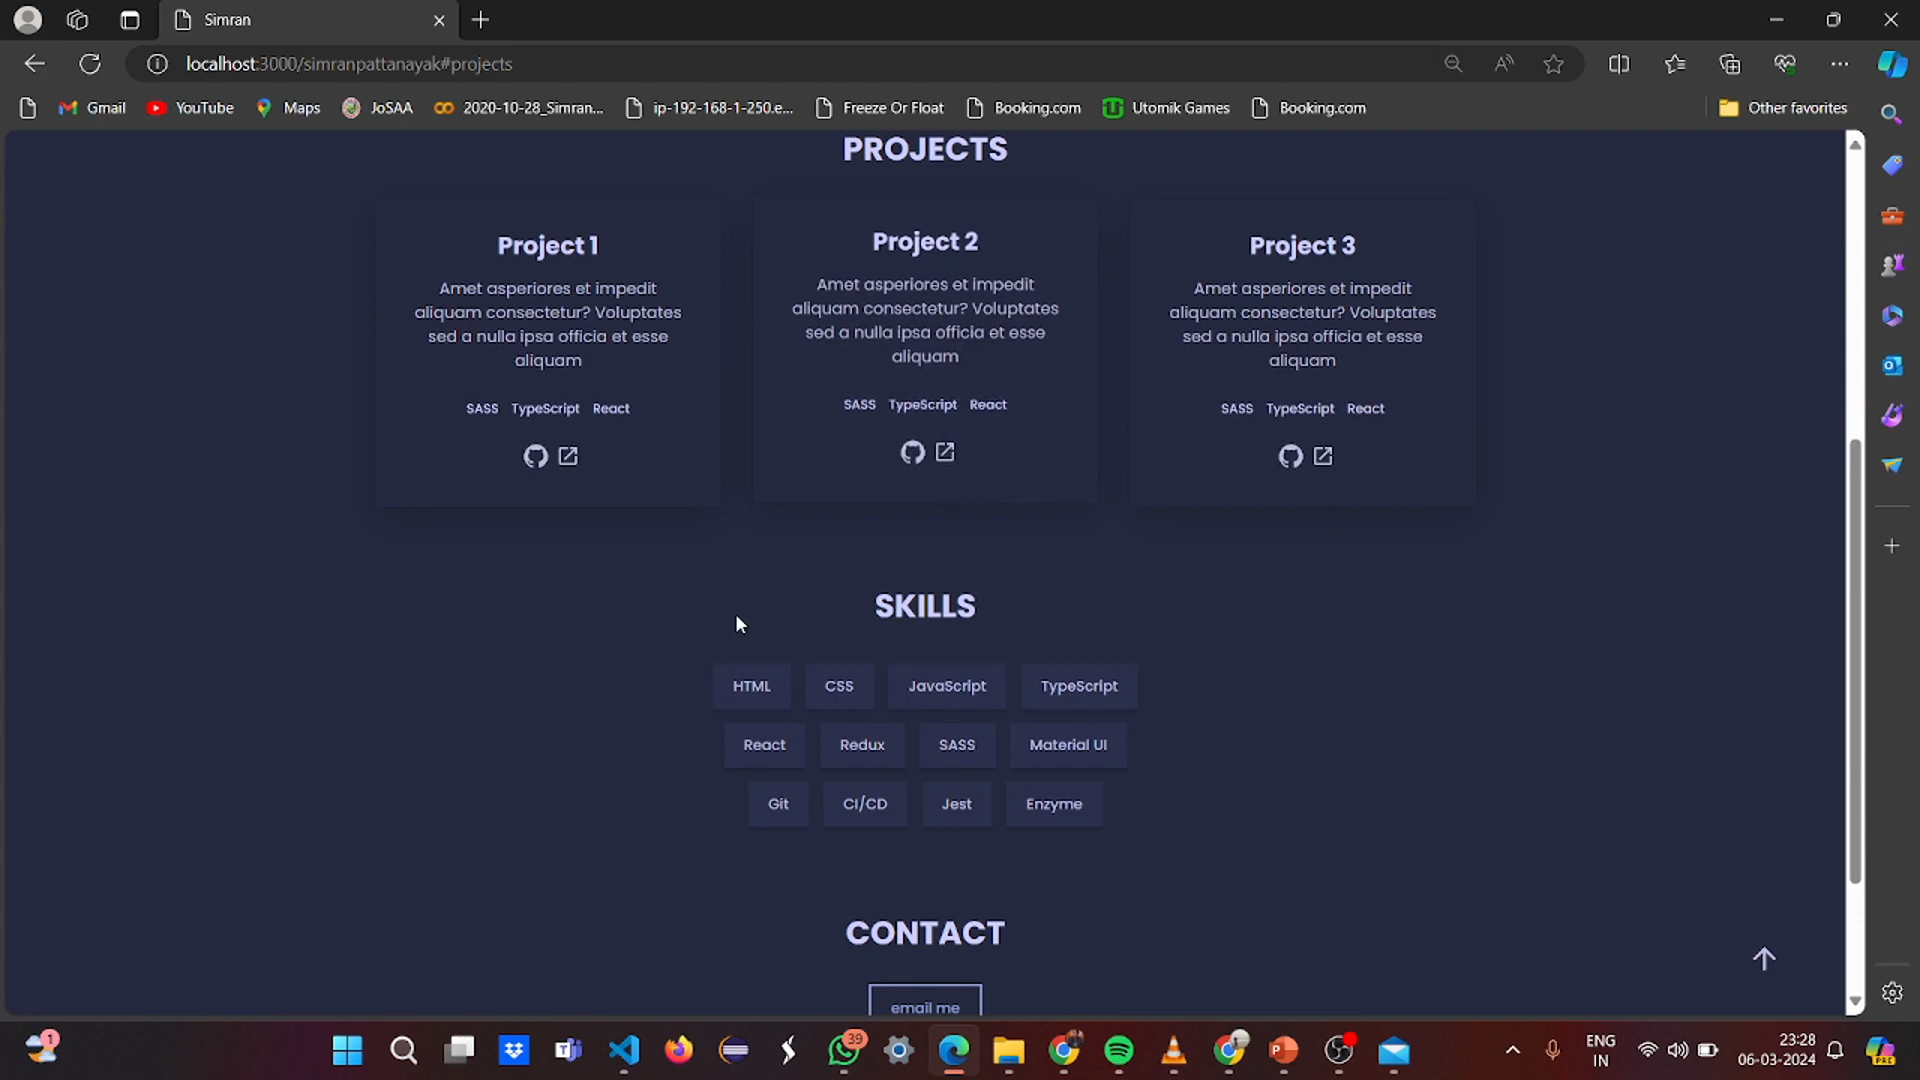 Simran
localhost:3000/simranpattanayak#projects
Gmail YouTube Maps JoSAA 2020-10-28_Simran... ip-192-168-1-250.e... Freeze Or Float Booking.com Utomik Games Booking.com Other favorites
PROJECTS
Project 1
Amet asperiores et impedit
aliquam consectetur? Voluptates
sed a nulla ipsa officia et esse
aliquam
SASS TypeScript React
Project 2
Amet asperiores et impedit
aliquam consectetur? Voluptates
sed a nulla ipsa officia et esse
aliquam
SASS TypeScript React
Project 3
Amet asperiores et impedit
aliquam consectetur? Voluptates
sed a nulla ipsa officia et esse
aliquam
SASS TypeScript React
SKILLS
HTML CSS JavaScript TypeScript
React Redux SASS Material UI
Git CI/CD Jest Enzyme
CONTACT
email me
1
39
ENG
IN
23:28
06-03-2024
PRE